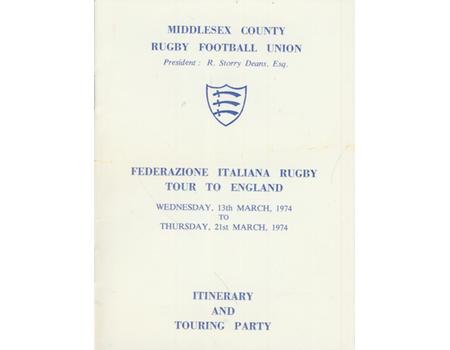 MIDDLESEX COUNTY
RUGBY FOOTBALL UNION
President: R. Storry Deans, Esq.
FEDERAZIONE ITALIANA RUGBY
TOUR TO ENGLAND
WEDNESDAY, 13th MARCH, 1974
TO
THURSDAY, 21st MARCH, 1974
ITINERARY
AND
TOURING PARTY